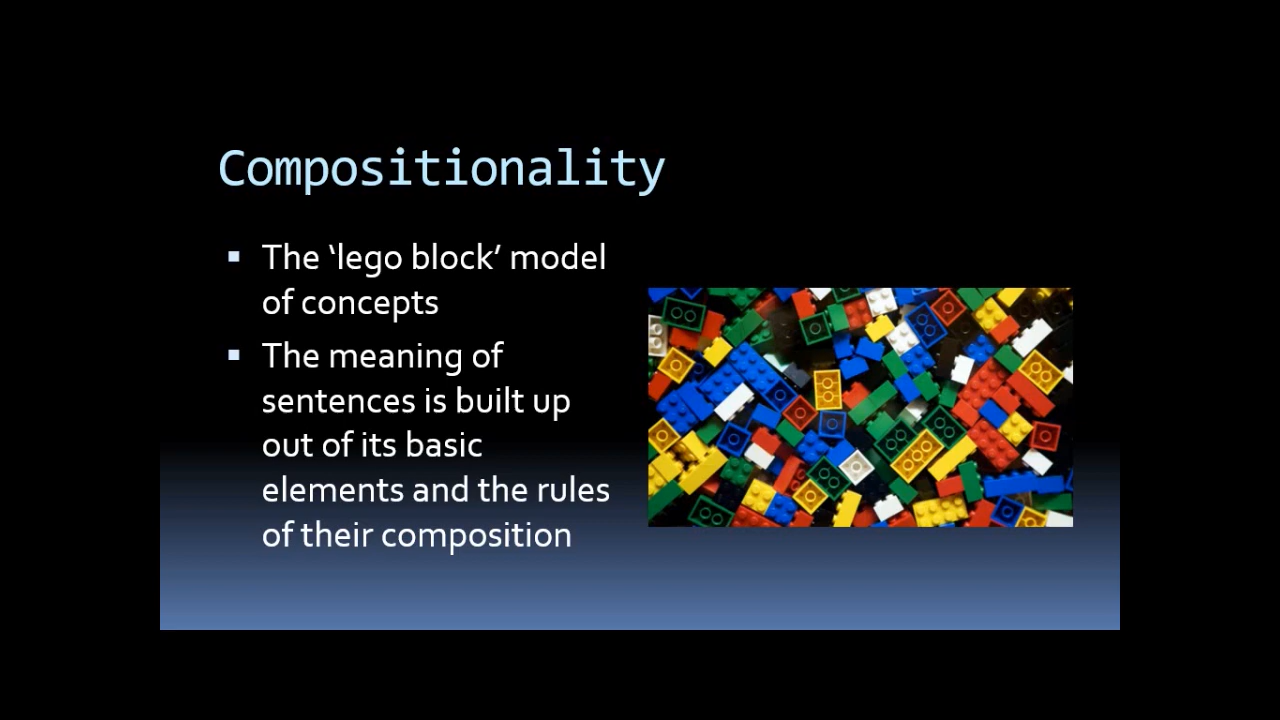 Compositionality
▪ The ‘lego block’ model
of concepts
▪ The meaning of
sentences is built up
out of its basic
elements and the rules
of their composition